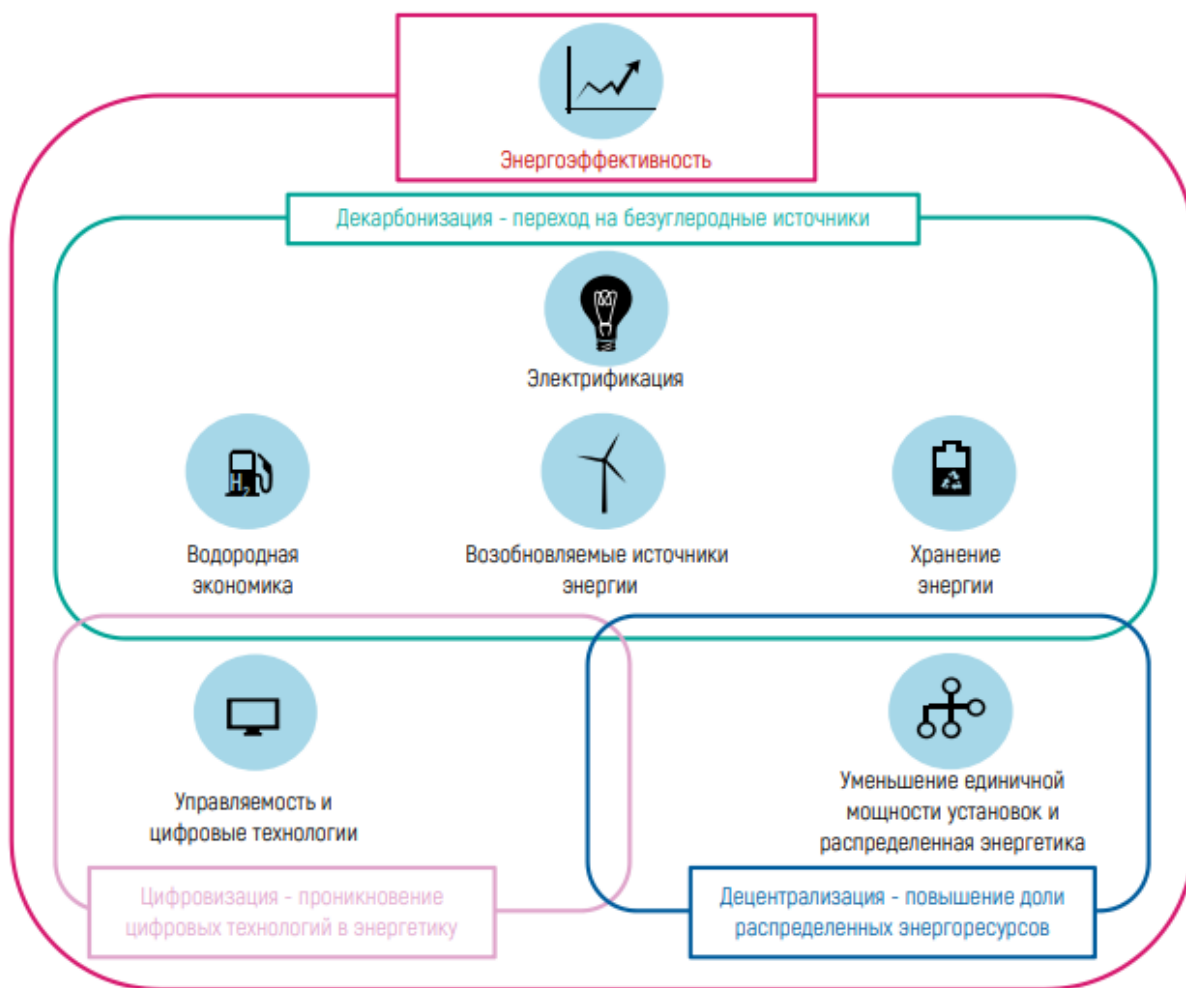 Энергоэффективность
Декарбонизация - переход на безуглеродные источники
Электрификация
H2
Водородная
экономика
Возобновляемые источники
энергии
Хранение
энергии
Управляемость и
цифровые технологии
Уменьшение единичной
мощности установок и
распределенная энергетика
Цифровизация - проникновение
цифровых технологий в энергетику
Децентрализация - повышение доли
распределенных энергоресурсов